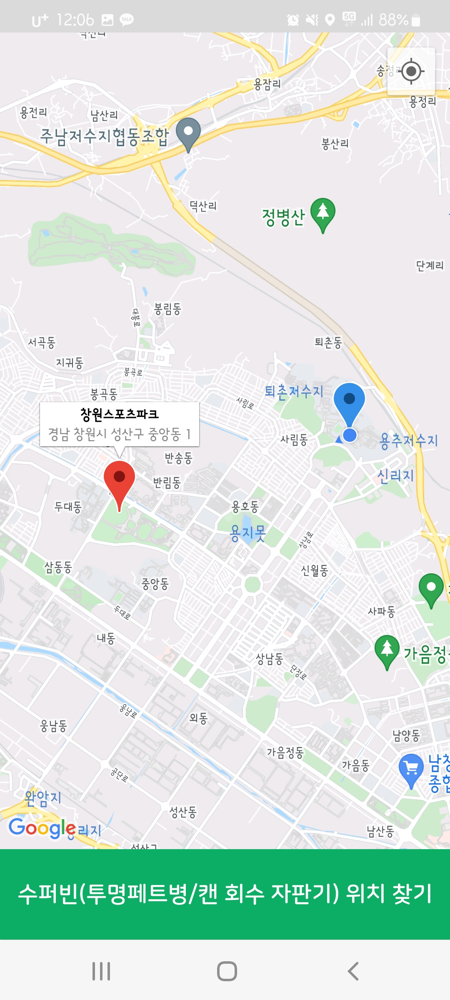 U+ 12:06 TALK 5G 88%
용잠리
송정리
용정리
용전리
남산리
주남저수지협동조합
봉산리
덕산리
정병산
단계리
대봉로
봉림동
서곡동
퇴촌동
지귀동
봉곡로
봉곡동
퇴촌저수지
사림로
창원스포츠파크
경남 창원시 성산구 중앙동 1
사림동
용추저수지
반송동
신리지
반림동
두대동
용호동
용지못
상남로
삼동동
신월동
중앙동
두대로
사파동
내동
가음정
상남동
단정로
웅남로
외동
웅남동
남양동
가음정동
가음동
공단로
완암지
성산동
Google
리지
남산동
성산구
수퍼빈(투명페트병/캔 회수 자판기) 위치 찾기